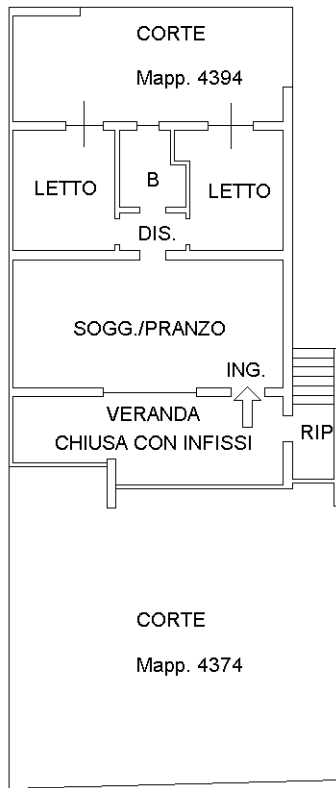 CORTE
Mapp. 4394
LETTO
B
LETTO
DIS.
SOGG./PRANZO
ING.
VERANDA
CHIUSA CON INFISSI
RIP
CORTE
Mapp. 4374